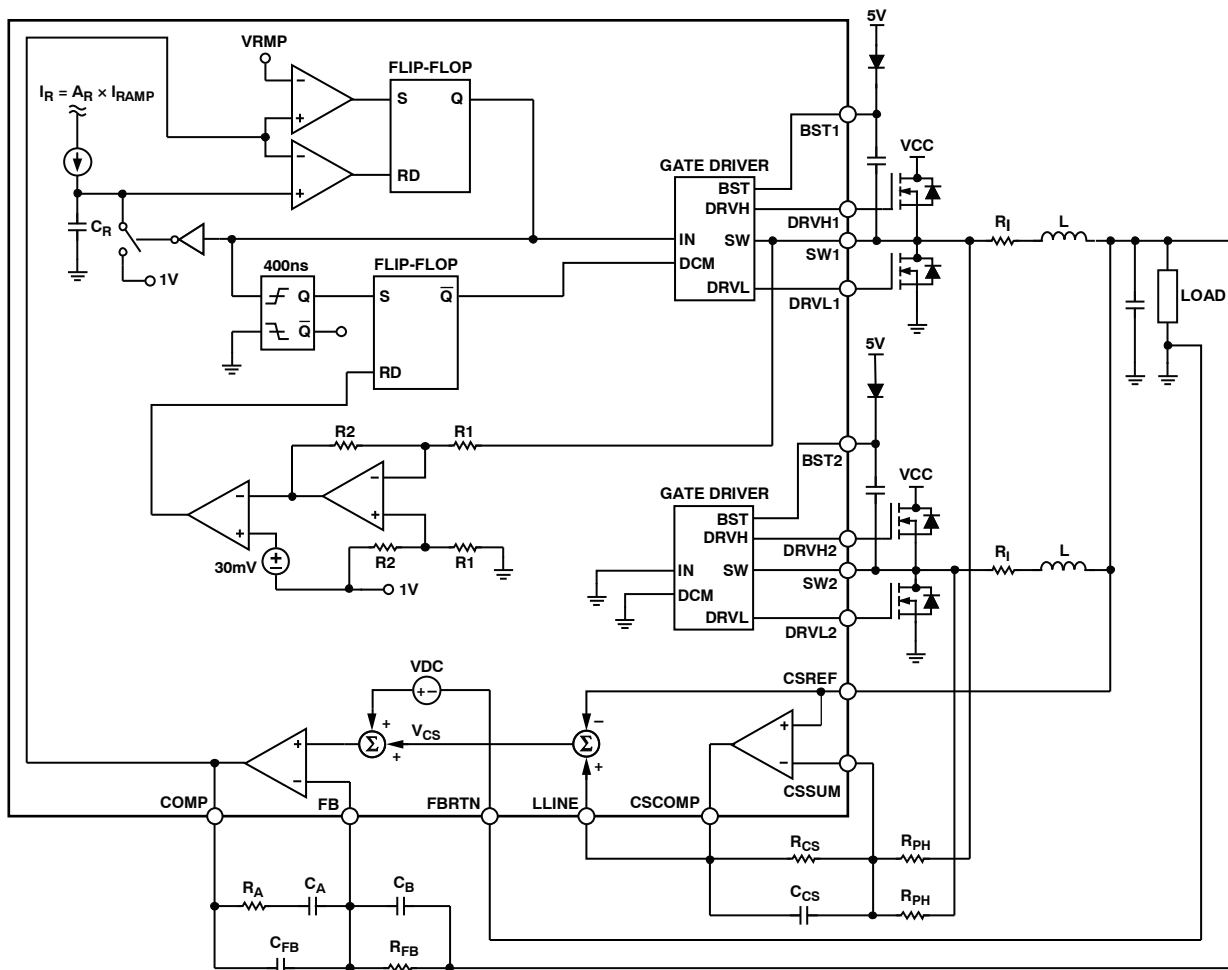 5V
VRMP
FLIP-FLOP
I_R = A_R × I_RAMP
S Q
RD
BST1
VCC
GATE DRIVER
BST
DRVH
DRVH1
C_R
IN
SW
SW1
R_I
L
1V
400ns
FLIP-FLOP
DCM
Q
S Q̅
DRVL
DRVL1
LOAD
Q̅
5V
RD
R2 R1
BST2
VCC
GATE DRIVER
BST
DRVH
DRVH2
30mV
R2 R1
IN
SW
SW2
R_I
L
1V
DCM
DRVL
DRVL2
VDC
CSREF
+ −
−
+
Σ
V_CS
Σ
+
+
−
+
+
−
CSSUM
COMP FB FBRTN LLINE CSCOMP
R_CS R_PH
R_A C_A C_B
C_CS R_PH
C_FB R_FB